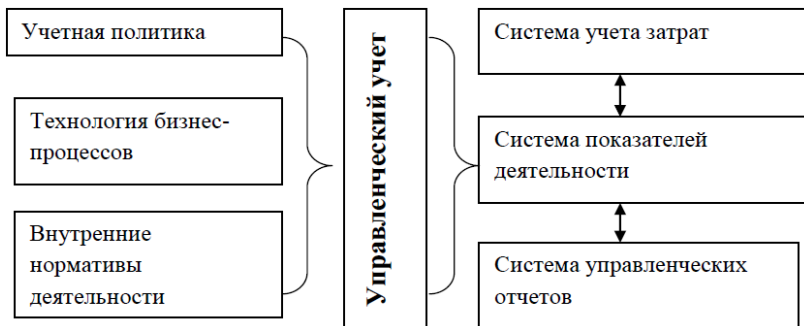 Учетная политика
Технология бизнес-
процессов
Внутренние
нормативы
деятельности
Управленческий учет
Система учета затрат
Система показателей
деятельности
Система управленческих
отчетов